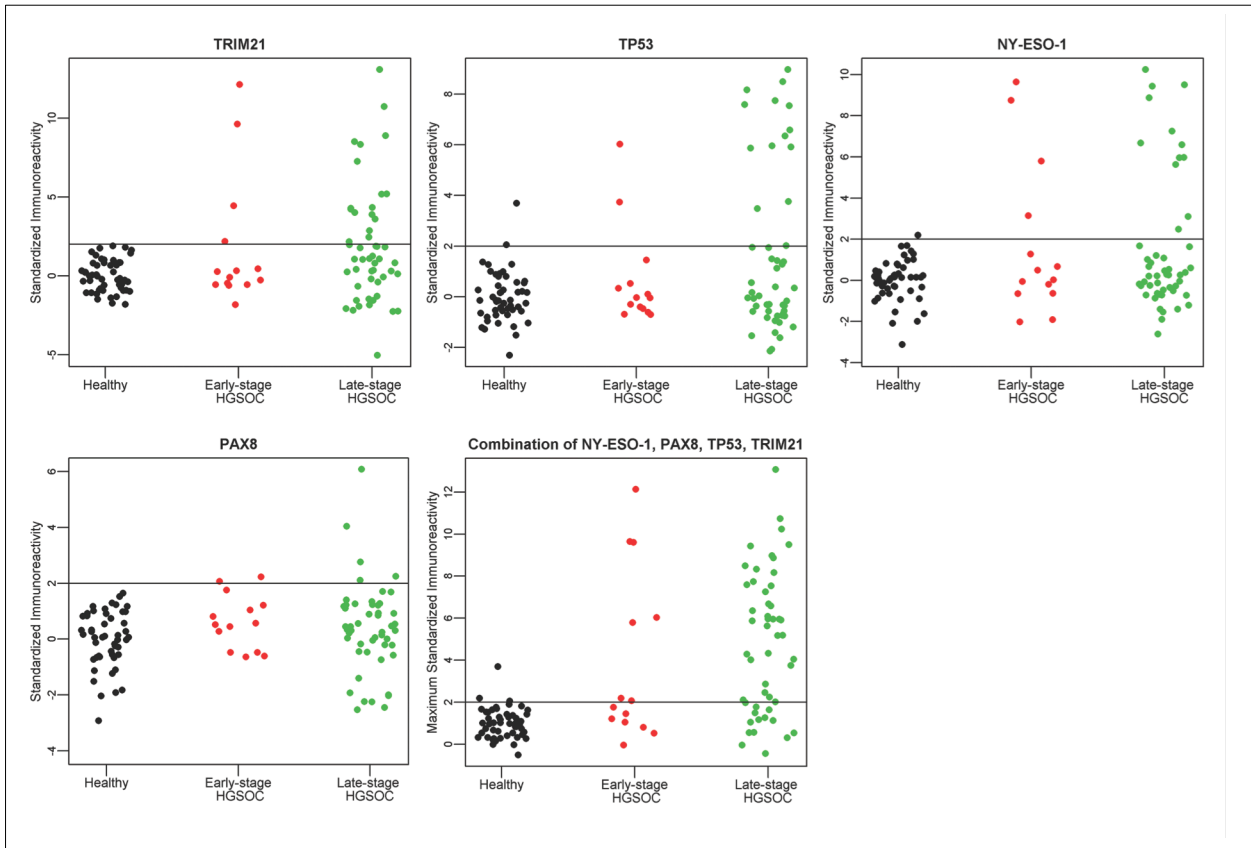 TRIM21
Standardized Immunoreactivity
10
5
0
-5
Healthy
Early-stage
HGSOC
Late-stage
HGSOC
TP53
Standardized Immunoreactivity
8
6
4
2
0
-2
Healthy
Early-stage
HGSOC
Late-stage
HGSOC
NY-ESO-1
Standardized Immunoreactivity
10
8
6
4
2
0
-2
-4
Healthy
Early-stage
HGSOC
Late-stage
HGSOC
PAX8
Standardized Immunoreactivity
6
4
2
0
-2
-4
Healthy
Early-stage
HGSOC
Late-stage
HGSOC
Combination of NY-ESO-1, PAX8, TP53, TRIM21
Maximum Standardized Immunoreactivity
12
10
8
6
4
2
0
Healthy
Early-stage
HGSOC
Late-stage
HGSOC